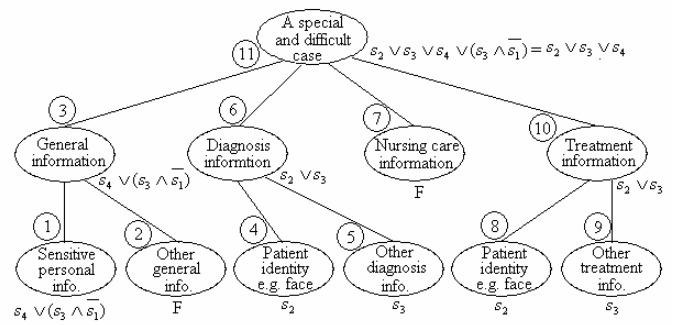 A special
and difficult
case
11
s₂ ∨ s₃ ∨ s₄ ∨ (s₃ ∧ s̅₁) = s₂ ∨ s₃ ∨ s₄
3
6
7
10
General
information
Diagnosis
informtion
Nursing care
information
Treatment
information
s₄ ∨ (s₃ ∧ s̅₁)
s₂ ∨ s₃
F
s₂ ∨ s₃
1
2
4
5
8
9
Sensitive
personal
info.
Other
general
info.
Patient
identity
e.g. face
Other
diagnosis
info.
Patient
identity
e.g. face
Other
treatment
info.
s₄ ∨ (s₃ ∧ s̅₁)
F
s₂
s₃
s₂
s₃